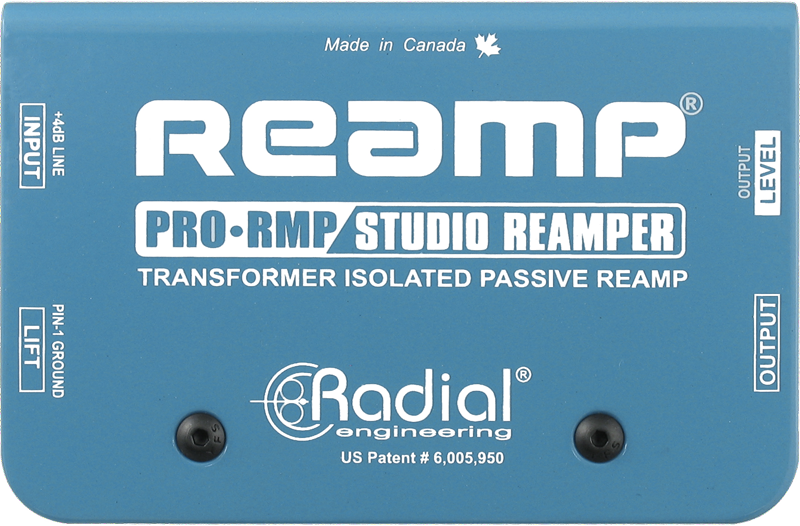 Made in Canada
REAMP®
PRO•RMP/STUDIO REAMPER
TRANSFORMER ISOLATED PASSIVE REAMP
+4dB LINE
INPUT
OUTPUT
LEVEL
PIN-1 GROUND
LIFT
OUTPUT
Radial®
engineering
US Patent # 6,005,950